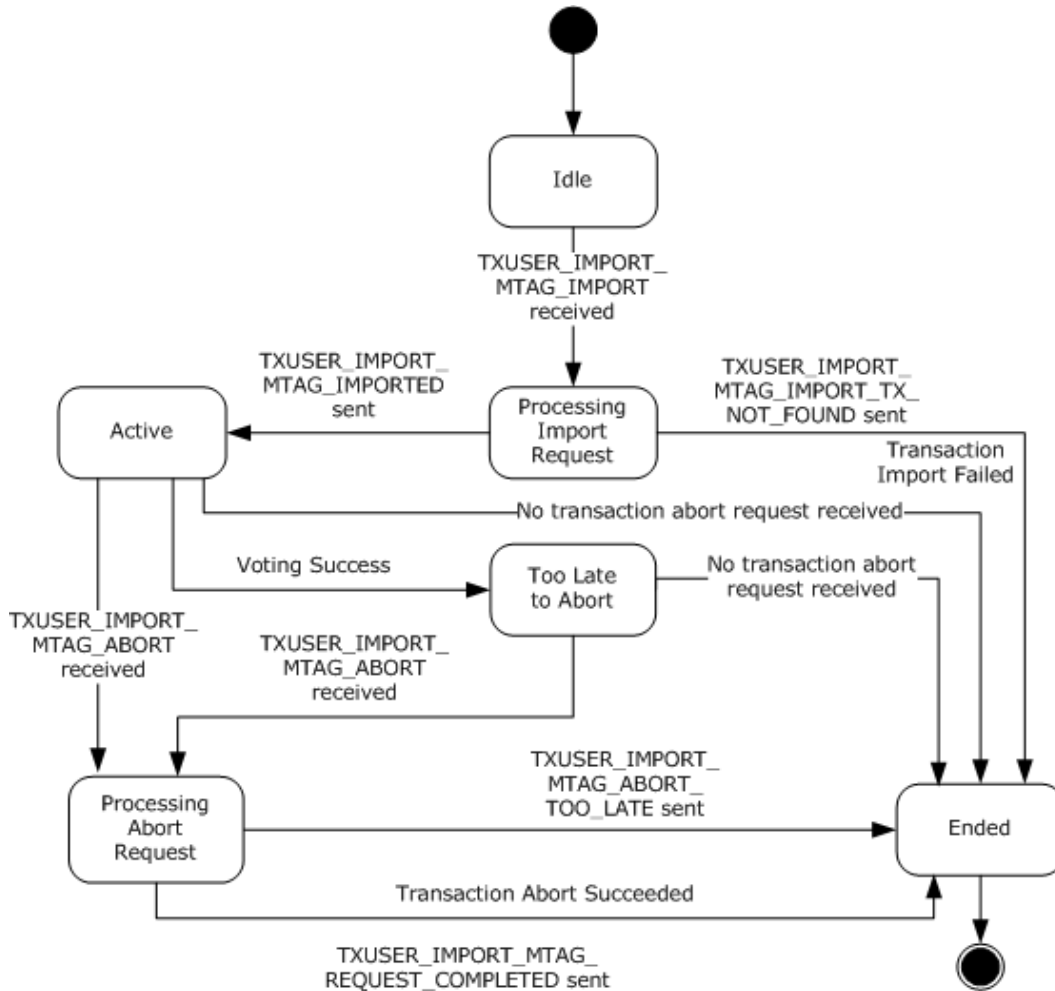 Idle
TXUSER_IMPORT_
MTAG_IMPORT
received
TXUSER_IMPORT_
MTAG_IMPORTED
sent
TXUSER_IMPORT_
MTAG_IMPORT_TX_
NOT_FOUND sent
Active
Processing
Import
Request
Transaction
Import Failed
No transaction abort request received
Voting Success
Too Late
to Abort
No transaction abort
request received
TXUSER_IMPORT_
MTAG_ABORT
received
TXUSER_IMPORT_
MTAG_ABORT
received
TXUSER_IMPORT_
MTAG_ABORT_
TOO_LATE sent
Processing
Abort
Request
Ended
Transaction Abort Succeeded
TXUSER_IMPORT_MTAG_
REQUEST_COMPLETED sent